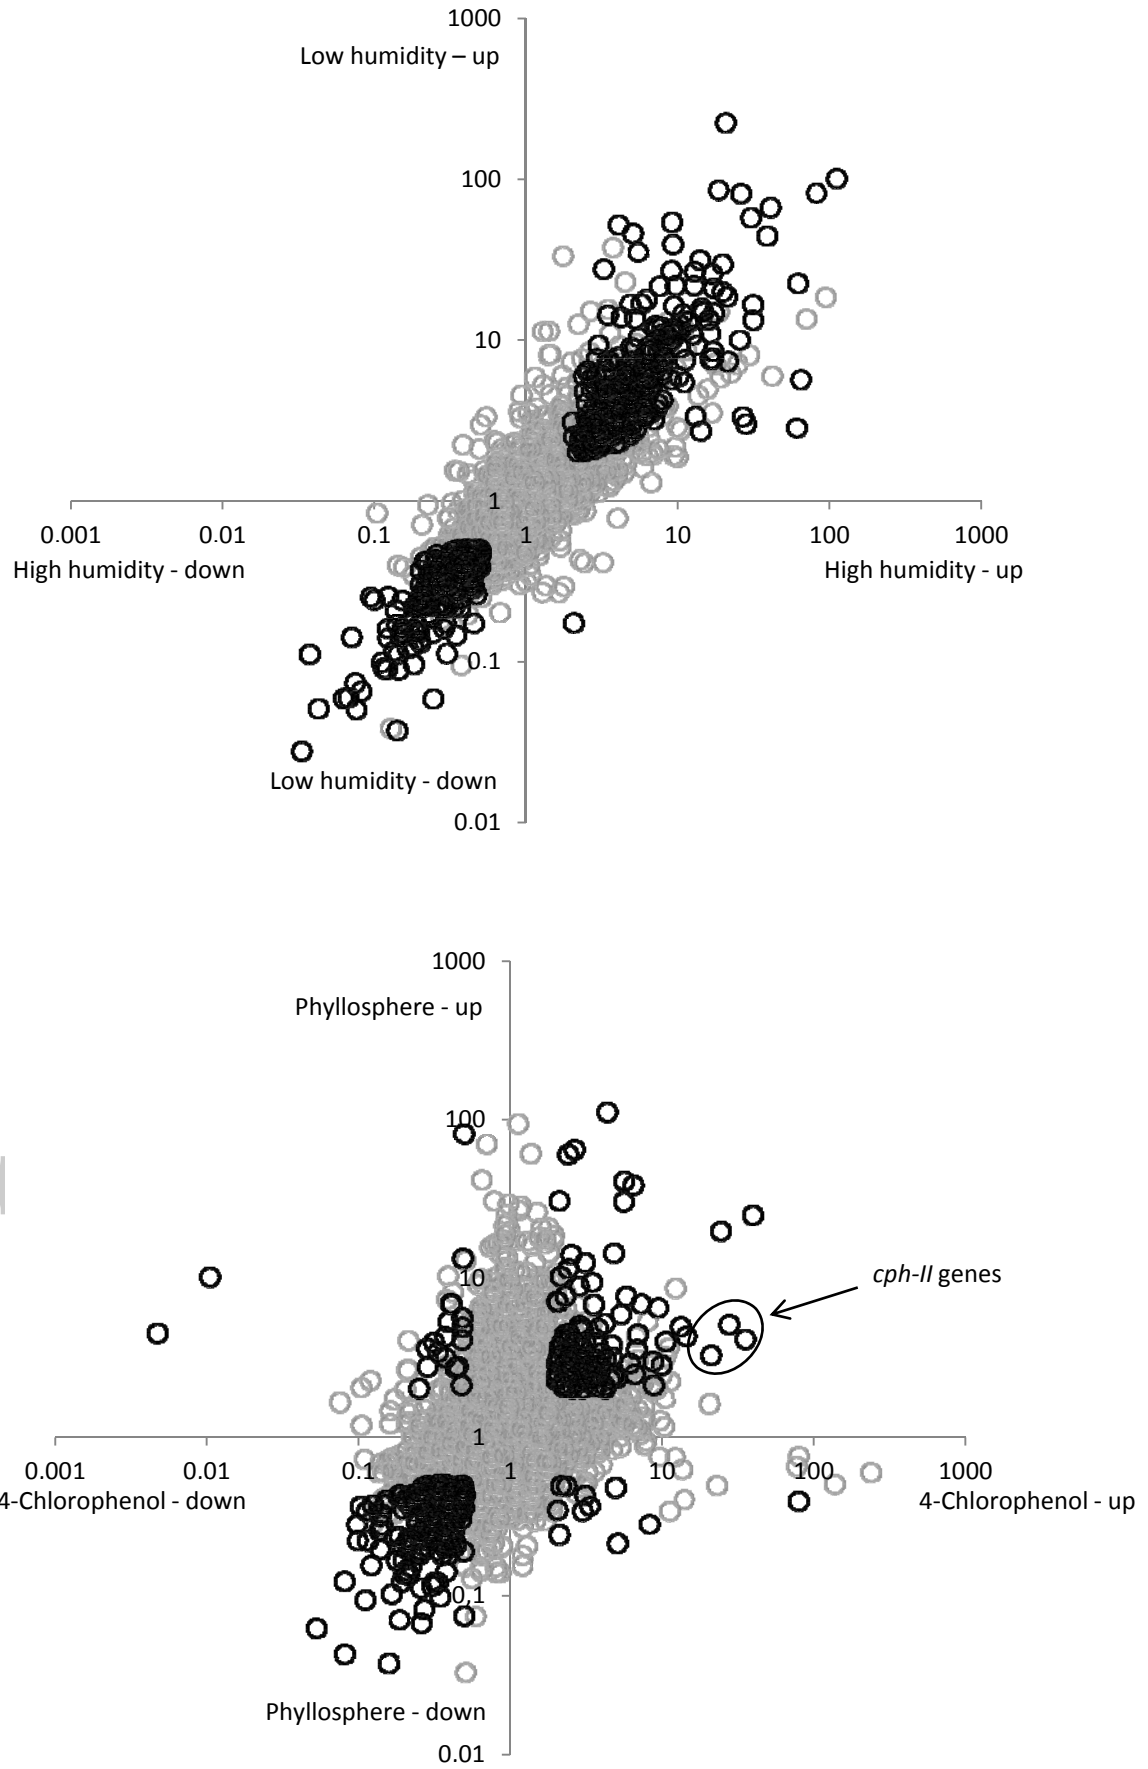 1000
Low humidity – up
100
10
1
0.001 0.01 0.1 1 10 100 1000
High humidity - down High humidity - up
0.1
Low humidity - down
0.01
1000
Phyllosphere - up
100
10
cph-II genes
1
0.001 0.01 0.1 1 10 100 1000
4-Chlorophenol - down 4-Chlorophenol - up
0,1
Phyllosphere - down
0.01